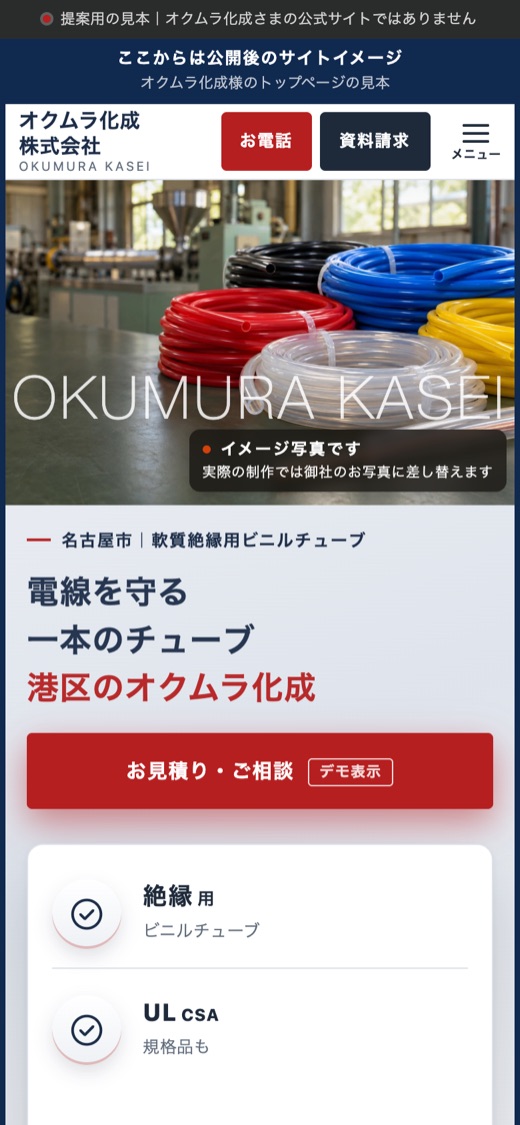 提案用の見本｜オクムラ化成さまの公式サイトではありません
ここからは公開後のサイトイメージ
オクムラ化成様のトップページの見本
オクムラ化成
株式会社
OKUMURA KASEI
お電話
資料請求
メニュー
OKUMURA KASEI
イメージ写真です
実際の制作では御社のお写真に差し替えます
名古屋市｜軟質絶縁用ビニルチューブ
電線を守る
一本のチューブ
港区のオクムラ化成
お見積り・ご相談 デモ表示
絶縁 用
ビニルチューブ
UL CSA
規格品も